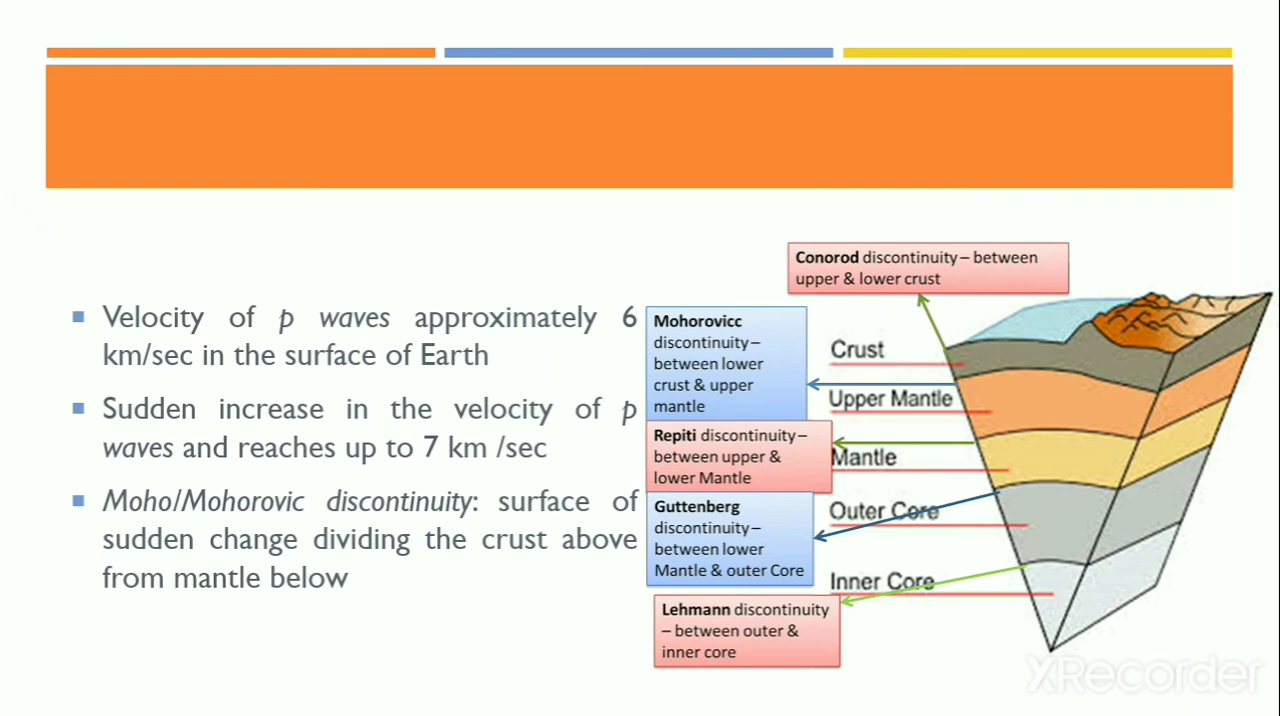 Velocity of p waves approximately 6
km/sec in the surface of Earth
Sudden increase in the velocity of p
waves and reaches up to 7 km /sec
Moho/Mohorovic discontinuity: surface of
sudden change dividing the crust above
from mantle below
Conorod discontinuity – between
upper & lower crust
Mohorovicc
discontinuity –
between lower
crust & upper
mantle
Repiti discontinuity –
between upper &
lower Mantle
Guttenberg
discontinuity –
between lower
Mantle & outer Core
Lehmann discontinuity
– between outer &
inner core
Crust
Upper Mantle
Mantle
Outer Core
Inner Core
XRecorder